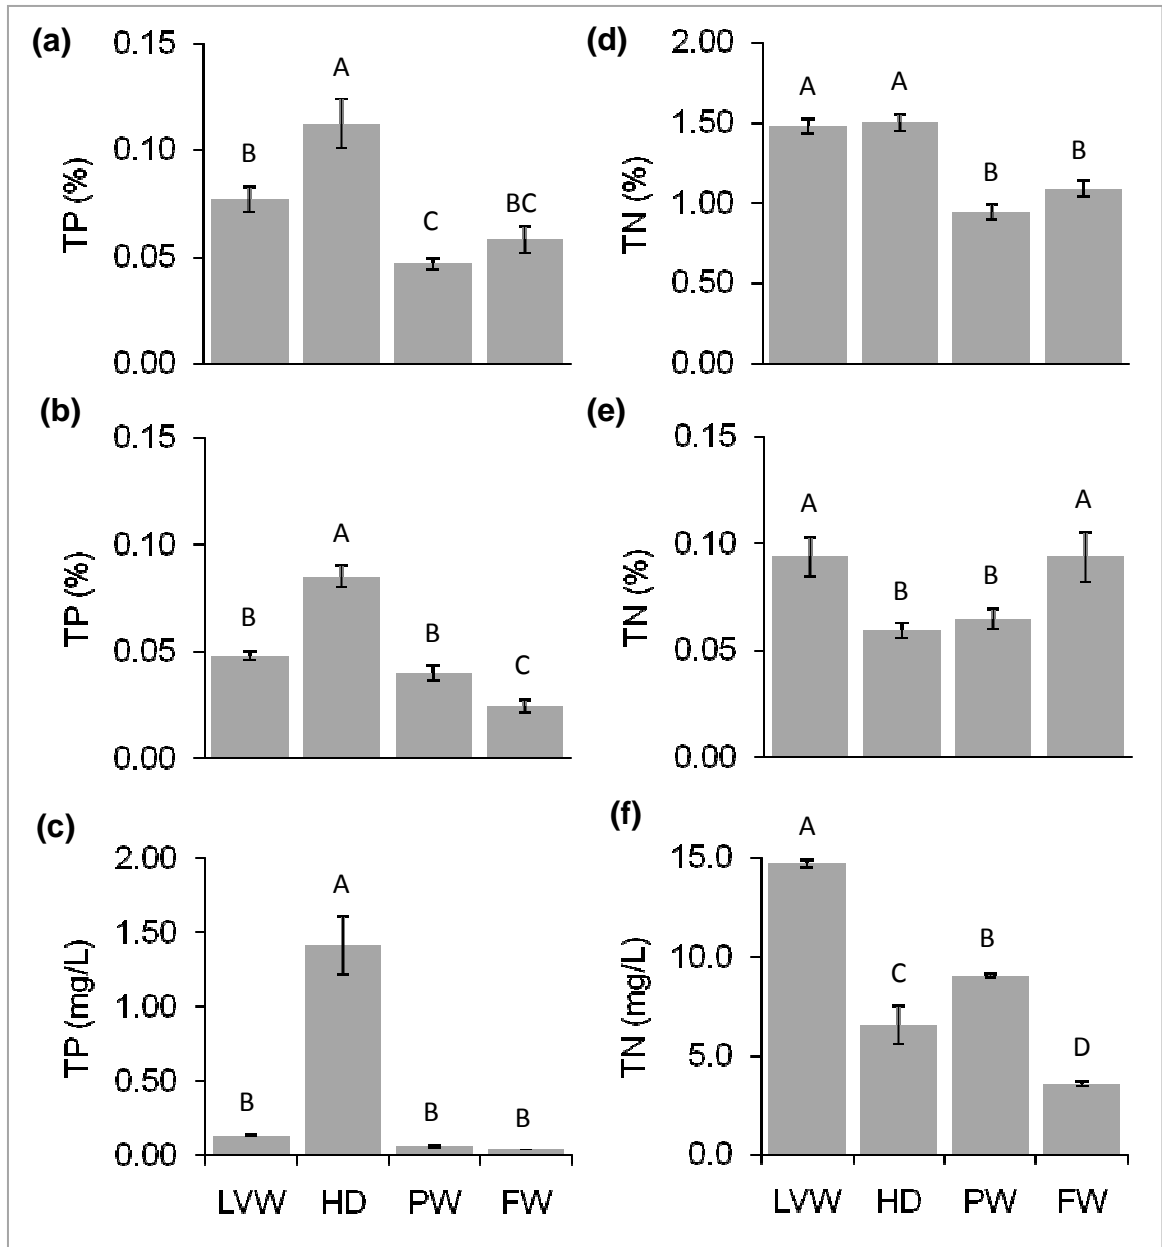 (a)
TP (%)
0.15
0.10
0.05
0.00
B
A
C
BC
(d)
TN (%)
2.00
1.50
1.00
0.50
0.00
A
A
B
B
(b)
TP (%)
0.15
0.10
0.05
0.00
B
A
B
C
(e)
TN (%)
0.15
0.10
0.05
0.00
A
B
B
A
(c)
TP (mg/L)
2.00
1.50
1.00
0.50
0.00
B
A
B
B
LVW HD PW FW
(f)
TN (mg/L)
15.0
10.0
5.0
0.0
A
C
B
D
LVW HD PW FW